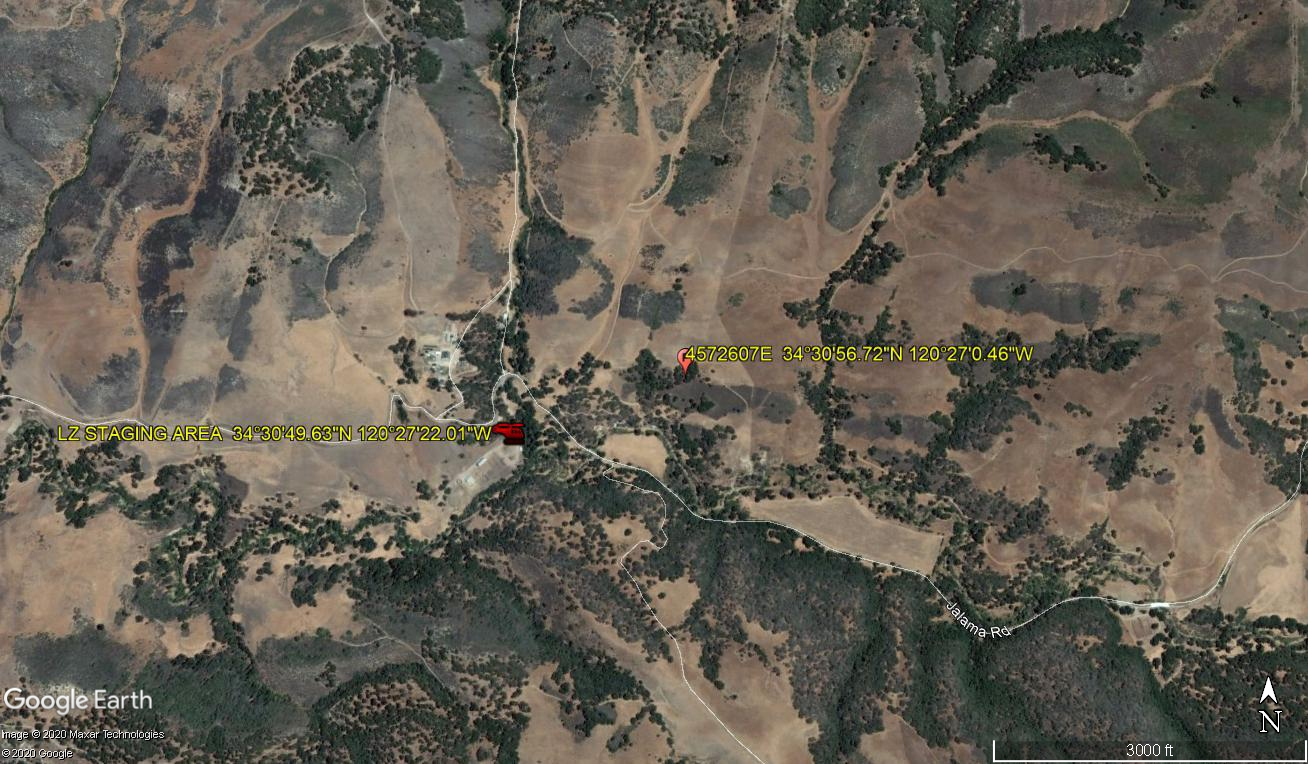 4572607E  34°30'56.72"N 120°27'0.46"W
LZ STAGING AREA  34°30'49.63"N 120°27'22.01"W
Jalama Rd
Google Earth
Image © 2020 Maxar Technologies
© 2020 Google
N
3000 ft